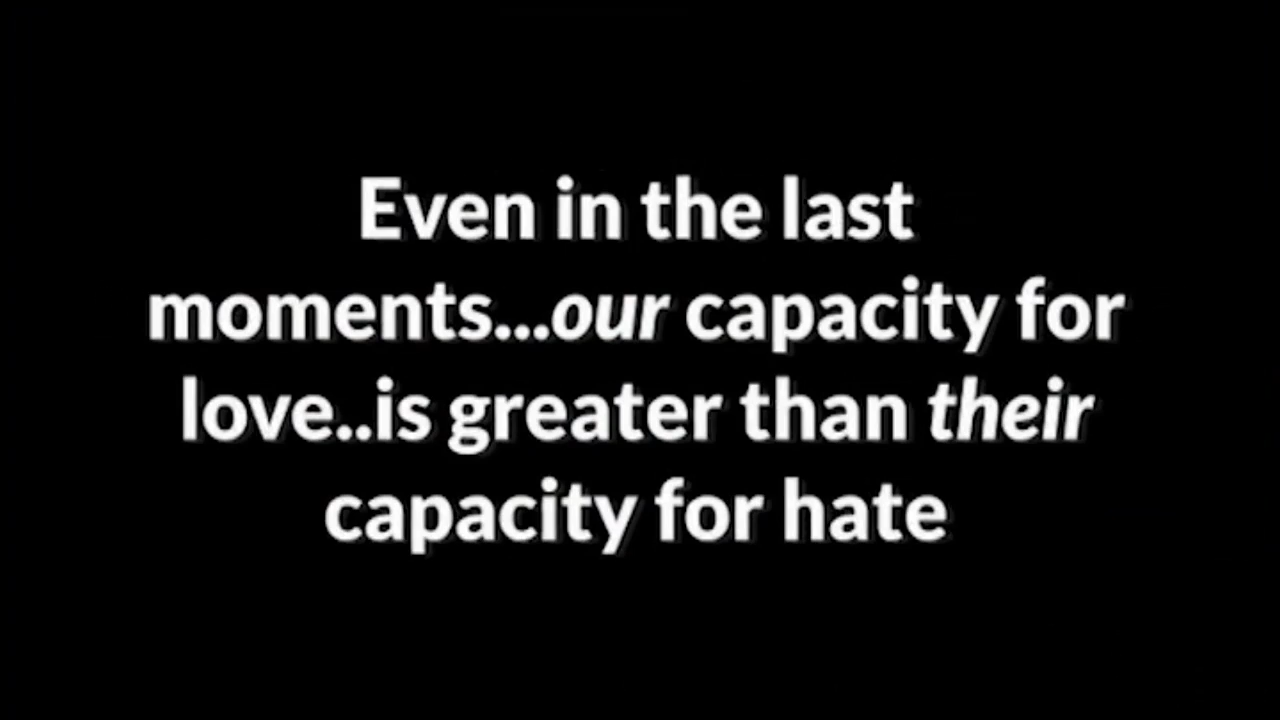 Even in the last
moments...our capacity for
love..is greater than their
capacity for hate